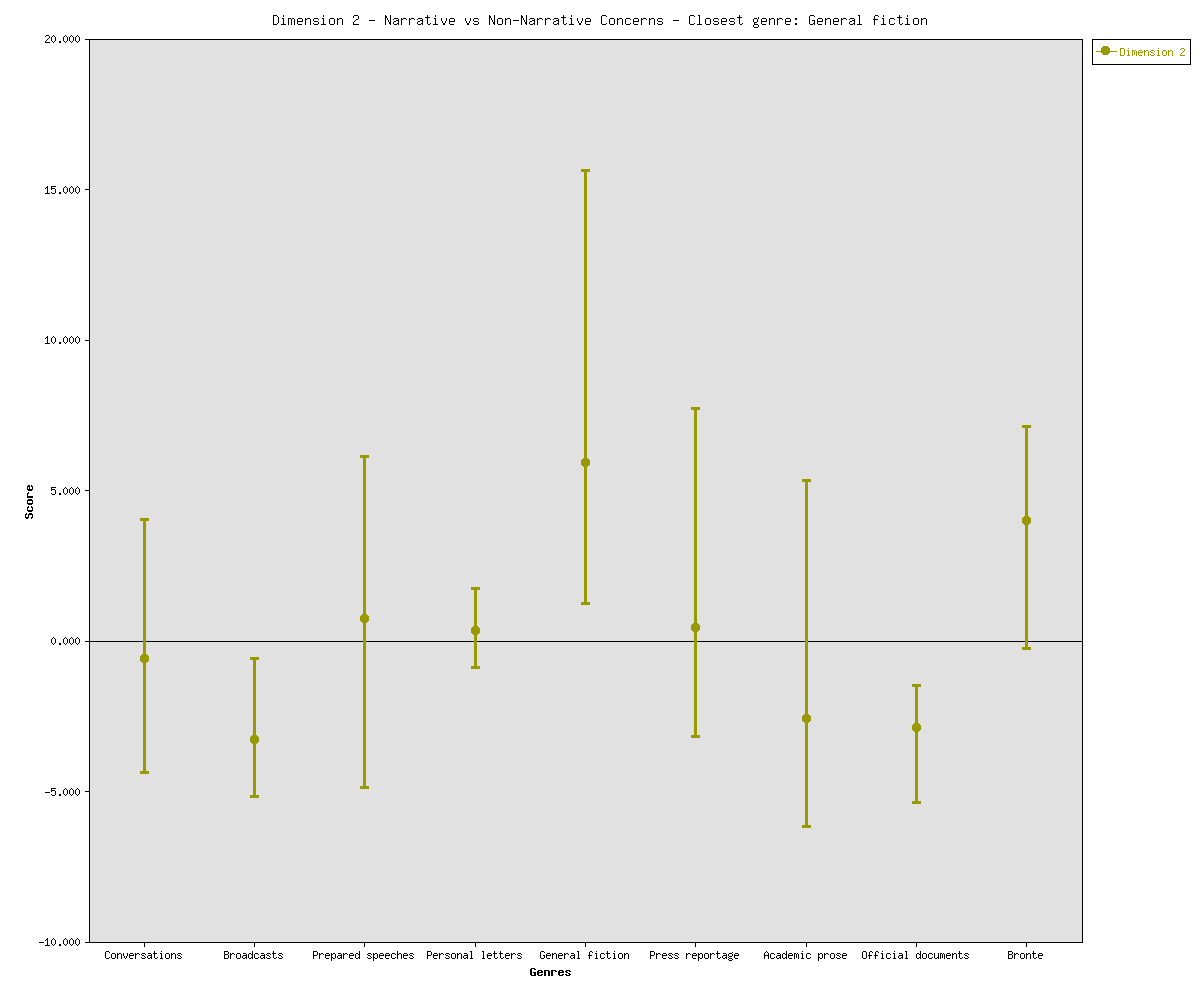 Dimension 2 - Narrative vs Non-Narrative Concerns - Closest genre: General fiction
Dimension 2
20.000
15.000
10.000
5.000
0.000
-5.000
-10.000
Score
Conversations Broadcasts Prepared speeches Personal letters General fiction Press reportage Academic prose Official documents Bronte
Genres